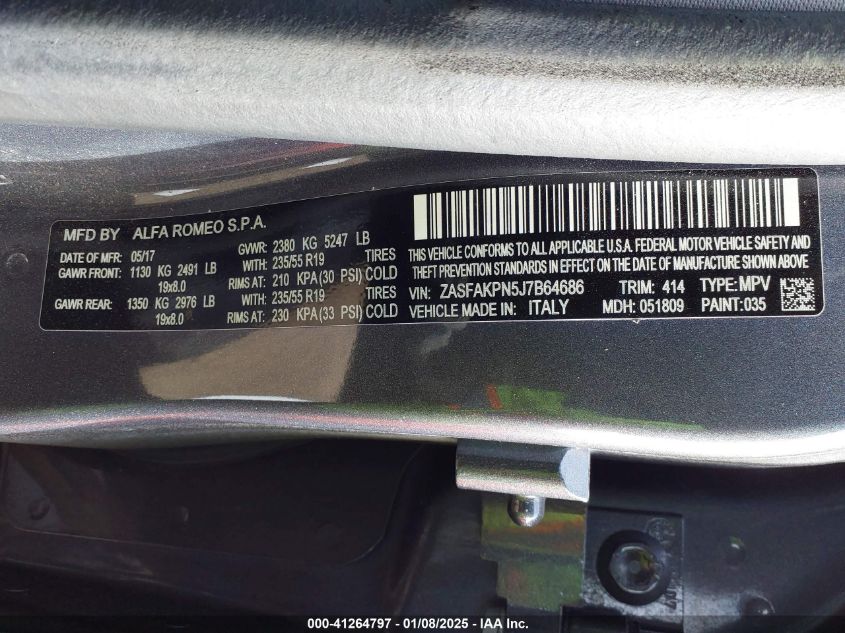 MFD BY ALFA ROMEO S.P.A.
DATE OF MFR: 05/17 GVWR: 2380 KG 5247 LB
GAWR FRONT: 1130 KG 2491 LB WITH: 235/55 R19 TIRES
19x8.0 RIMS AT: 210 KPA(30 PSI) COLD
GAWR REAR: 1350 KG 2976 LB WITH: 235/55 R19 TIRES
19x8.0 RIMS AT: 230 KPA(33 PSI) COLD
THIS VEHICLE CONFORMS TO ALL APPLICABLE U.S.A. FEDERAL MOTOR VEHICLE SAFETY AND
THEFT PREVENTION STANDARDS IN EFFECT ON THE DATE OF MANUFACTURE SHOWN ABOVE.
VIN: ZASFAKPN5J7B64686 TRIM: 414 TYPE: MPV
VEHICLE MADE IN: ITALY MDH: 051809 PAINT: 035
000-41264797 - 01/08/2025 - IAA Inc.